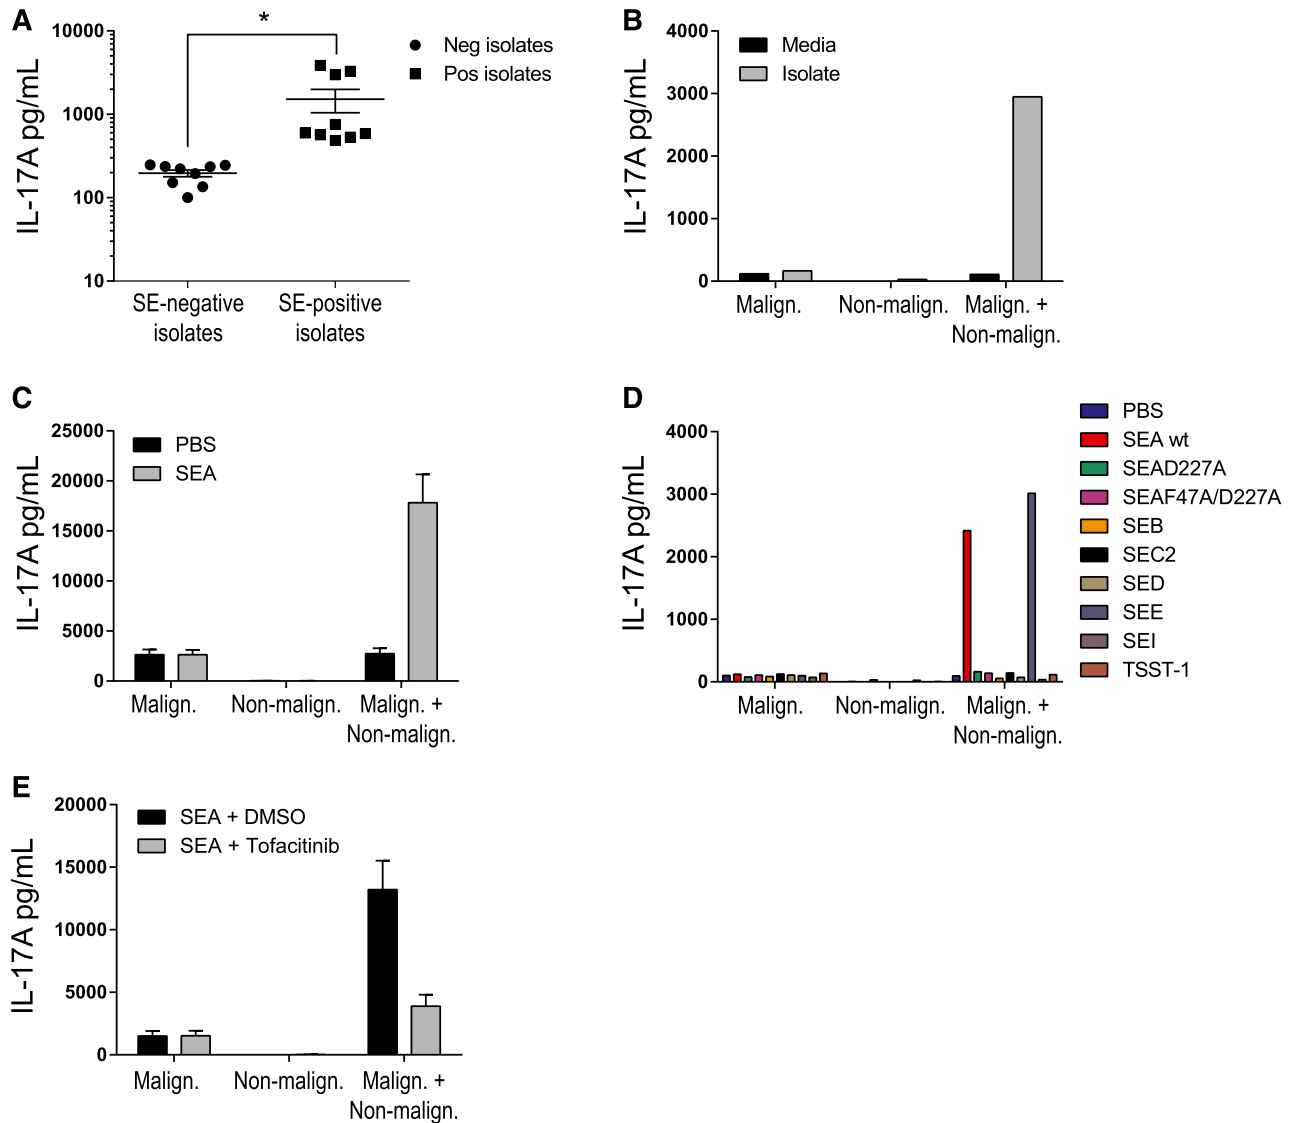 A
IL-17A pg/mL
10000
1000
100
10
*
Neg isolates
Pos isolates
SE-negative
isolates
SE-positive
isolates
B
IL-17A pg/mL
4000
3000
2000
1000
0
Media
Isolate
Malign.
Non-malign.
Malign. +
Non-malign.
C
IL-17A pg/mL
25000
20000
15000
10000
5000
0
PBS
SEA
Malign.
Non-malign.
Malign. +
Non-malign.
D
IL-17A pg/mL
4000
3000
2000
1000
0
PBS
SEA wt
SEAD227A
SEAF47A/D227A
SEB
SEC2
SED
SEE
SEI
TSST-1
Malign.
Non-malign.
Malign. +
Non-malign.
E
IL-17A pg/mL
20000
15000
10000
5000
0
SEA + DMSO
SEA + Tofacitinib
Malign.
Non-malign.
Malign. +
Non-malign.